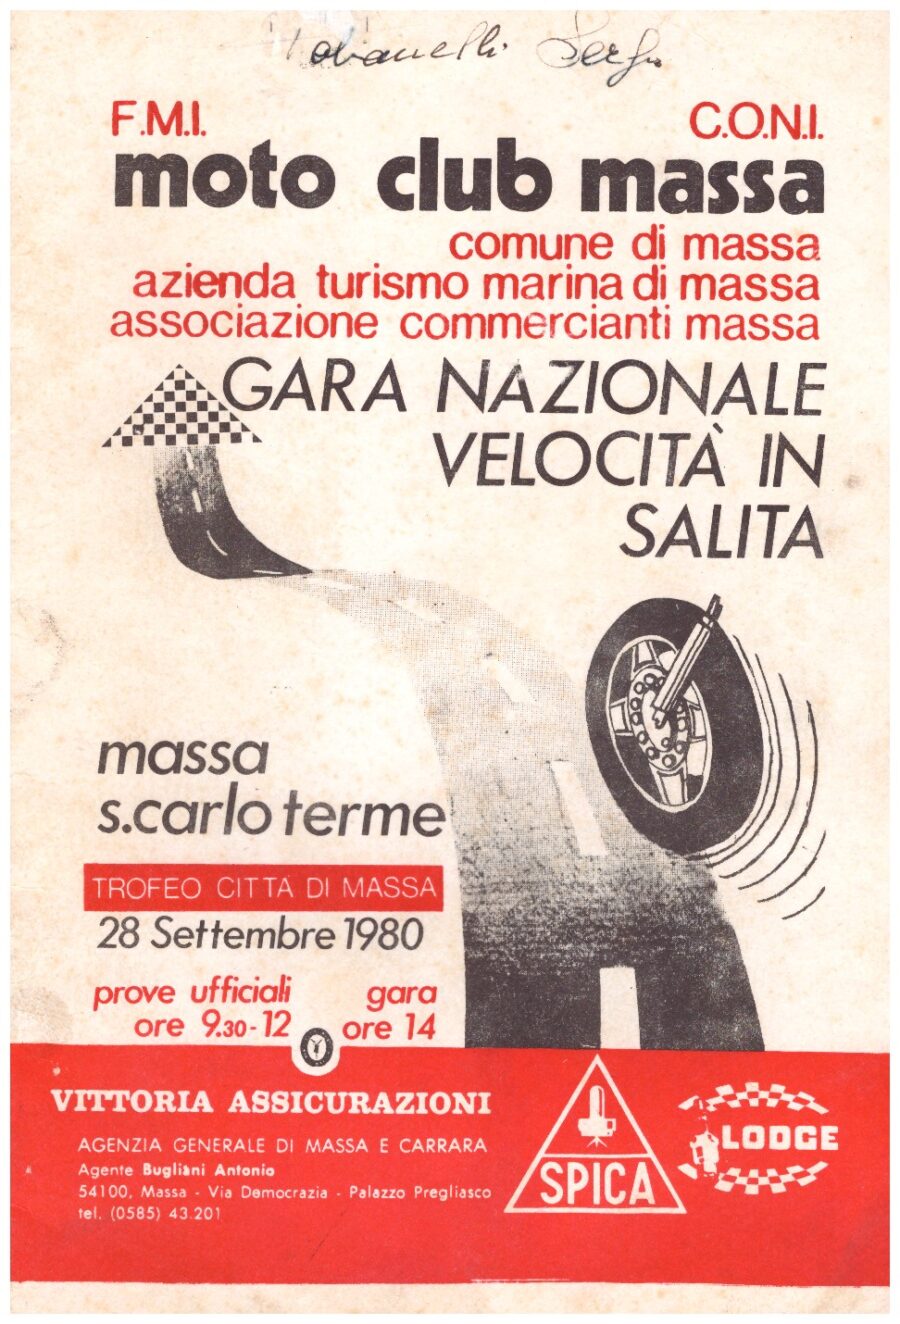 F.M.I. C.O.N.I.
moto club massa
comune di massa
azienda turismo marina di massa
associazione commercianti massa
GARA NAZIONALE
VELOCITÀ IN
SALITA
massa
s.carlo terme
TROFEO CITTÀ DI MASSA
28 Settembre 1980
prove ufficiali gara
ore 9.30-12 ore 14
VITTORIA ASSICURAZIONI
AGENZIA GENERALE DI MASSA E CARRARA
Agente Bugliani Antonio
54100, Massa - Via Democrazia - Palazzo Pregliasco
tel. (0585) 43.201
SPICA
LODGE